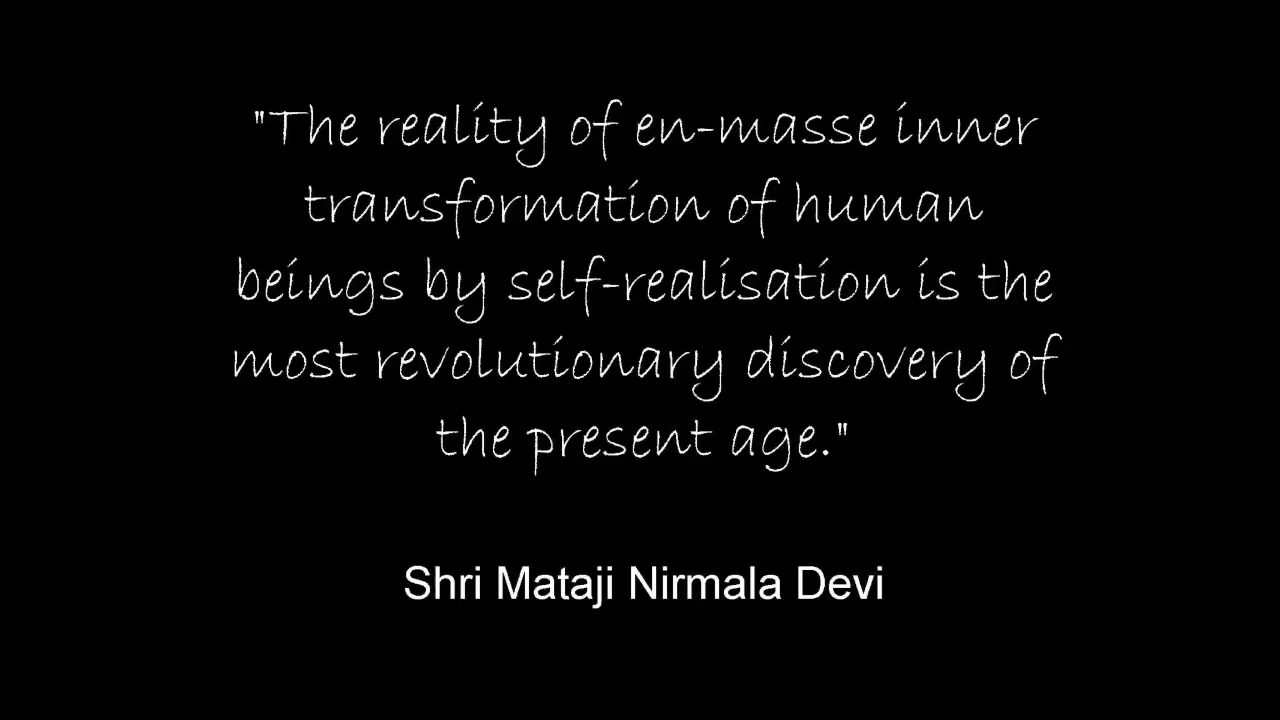 "The reality of en-masse inner
transformation of human
beings by self-realisation is the
most revolutionary discovery of
the present age."
Shri Mataji Nirmala Devi